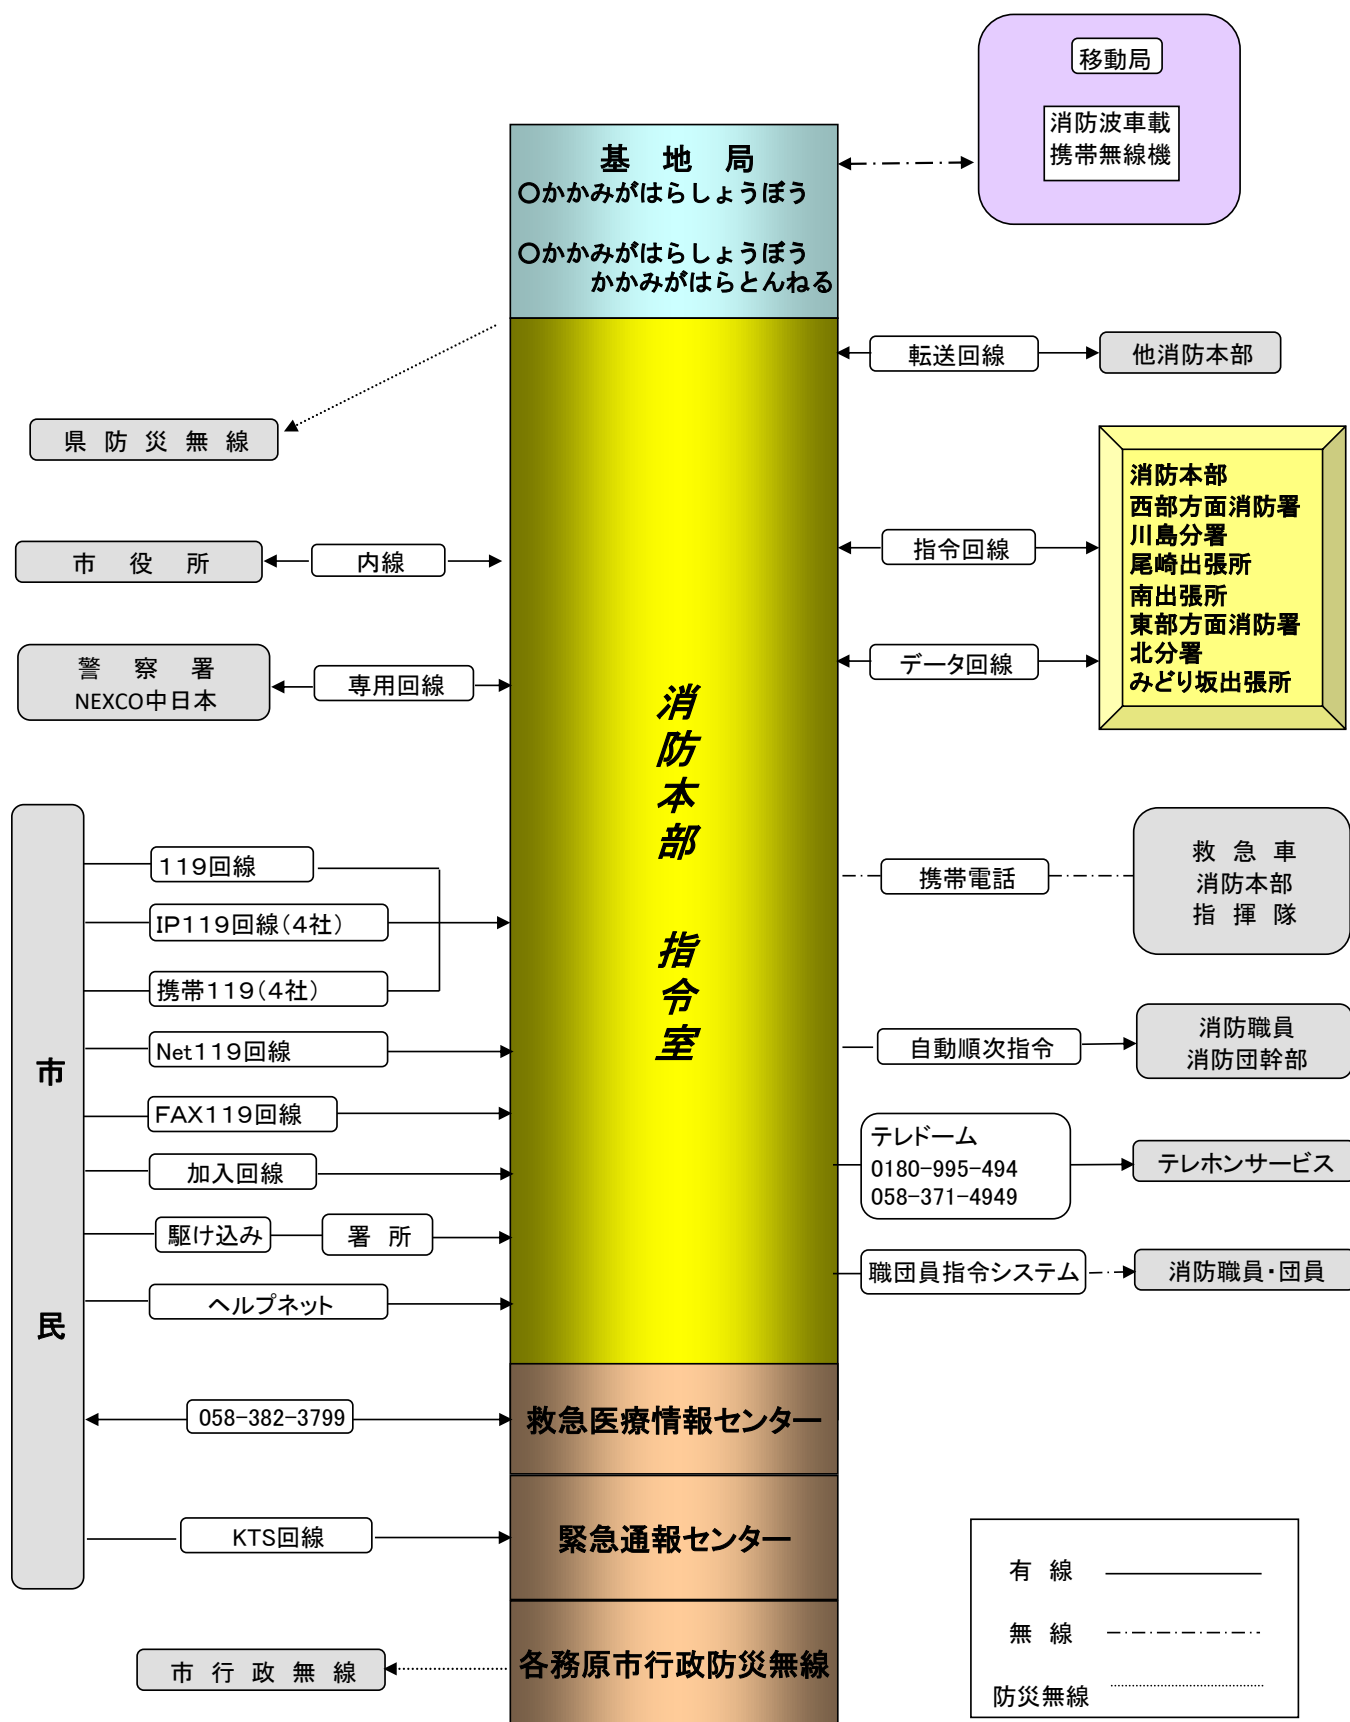 移動局
消防波車載
携帯無線機
基 地 局
〇かかみがはらしょうぼう
〇かかみがはらしょうぼう
かかみがはらとんねる
転送回線
他消防本部
県 防 災 無 線
消防本部
西部方面消防署
川島分署
尾崎出張所
南出張所
東部方面消防署
北分署
みどり坂出張所
指令回線
データ回線
市 役 所
内線
警 察 署
NEXCO中日本
専用回線
消防本部 指令室
市 民
119回線
IP119回線(4社)
携帯119(4社)
Net119回線
FAX119回線
加入回線
駆け込み
署 所
ヘルプネット
携帯電話
救 急 車
消防本部
指 揮 隊
自動順次指令
消防職員
消防団幹部
テレドーム
0180-995-494
058-371-4949
テレホンサービス
職団員指令システム
消防職員・団員
058-382-3799
救急医療情報センター
KTS回線
緊急通報センター
市 行 政 無 線
各務原市行政防災無線
有 線
無 線
防災無線